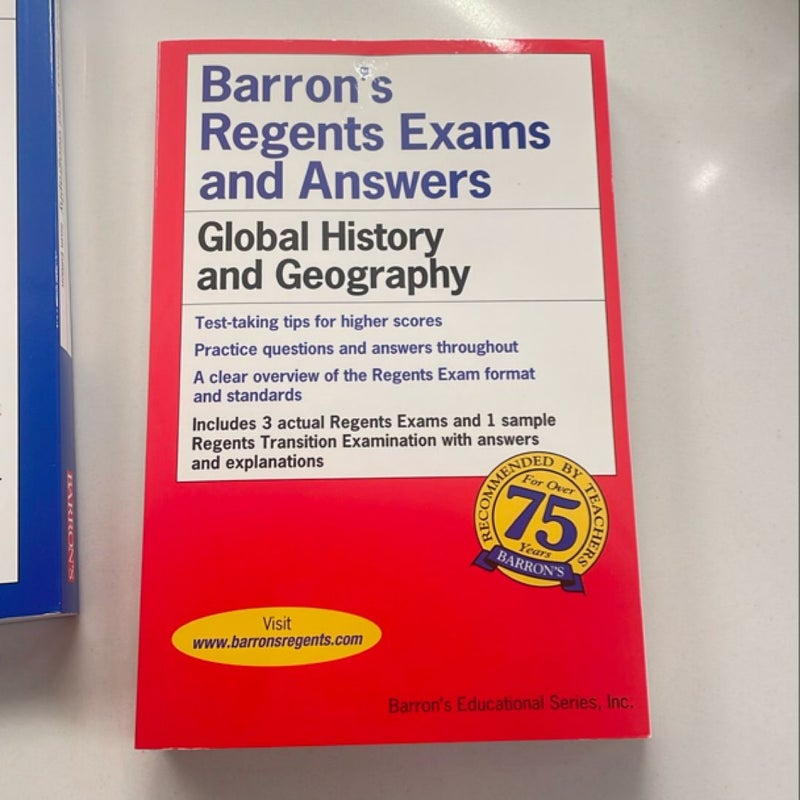 Barron's
Regents Exams
and Answers
Global History
and Geography
Test-taking tips for higher scores
Practice questions and answers throughout
A clear overview of the Regents Exam format
and standards
Includes 3 actual Regents Exams and 1 sample
Regents Transition Examination with answers
and explanations
RECOMMENDED BY TEACHERS
For Over
75
Years
BARRON'S
Visit
www.barronsregents.com
Barron's Educational Series, Inc.
BARRON'S